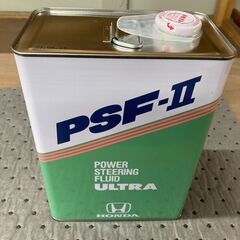 PSF-II
POWER
STEERING
FLUID
ULTRA
HONDA